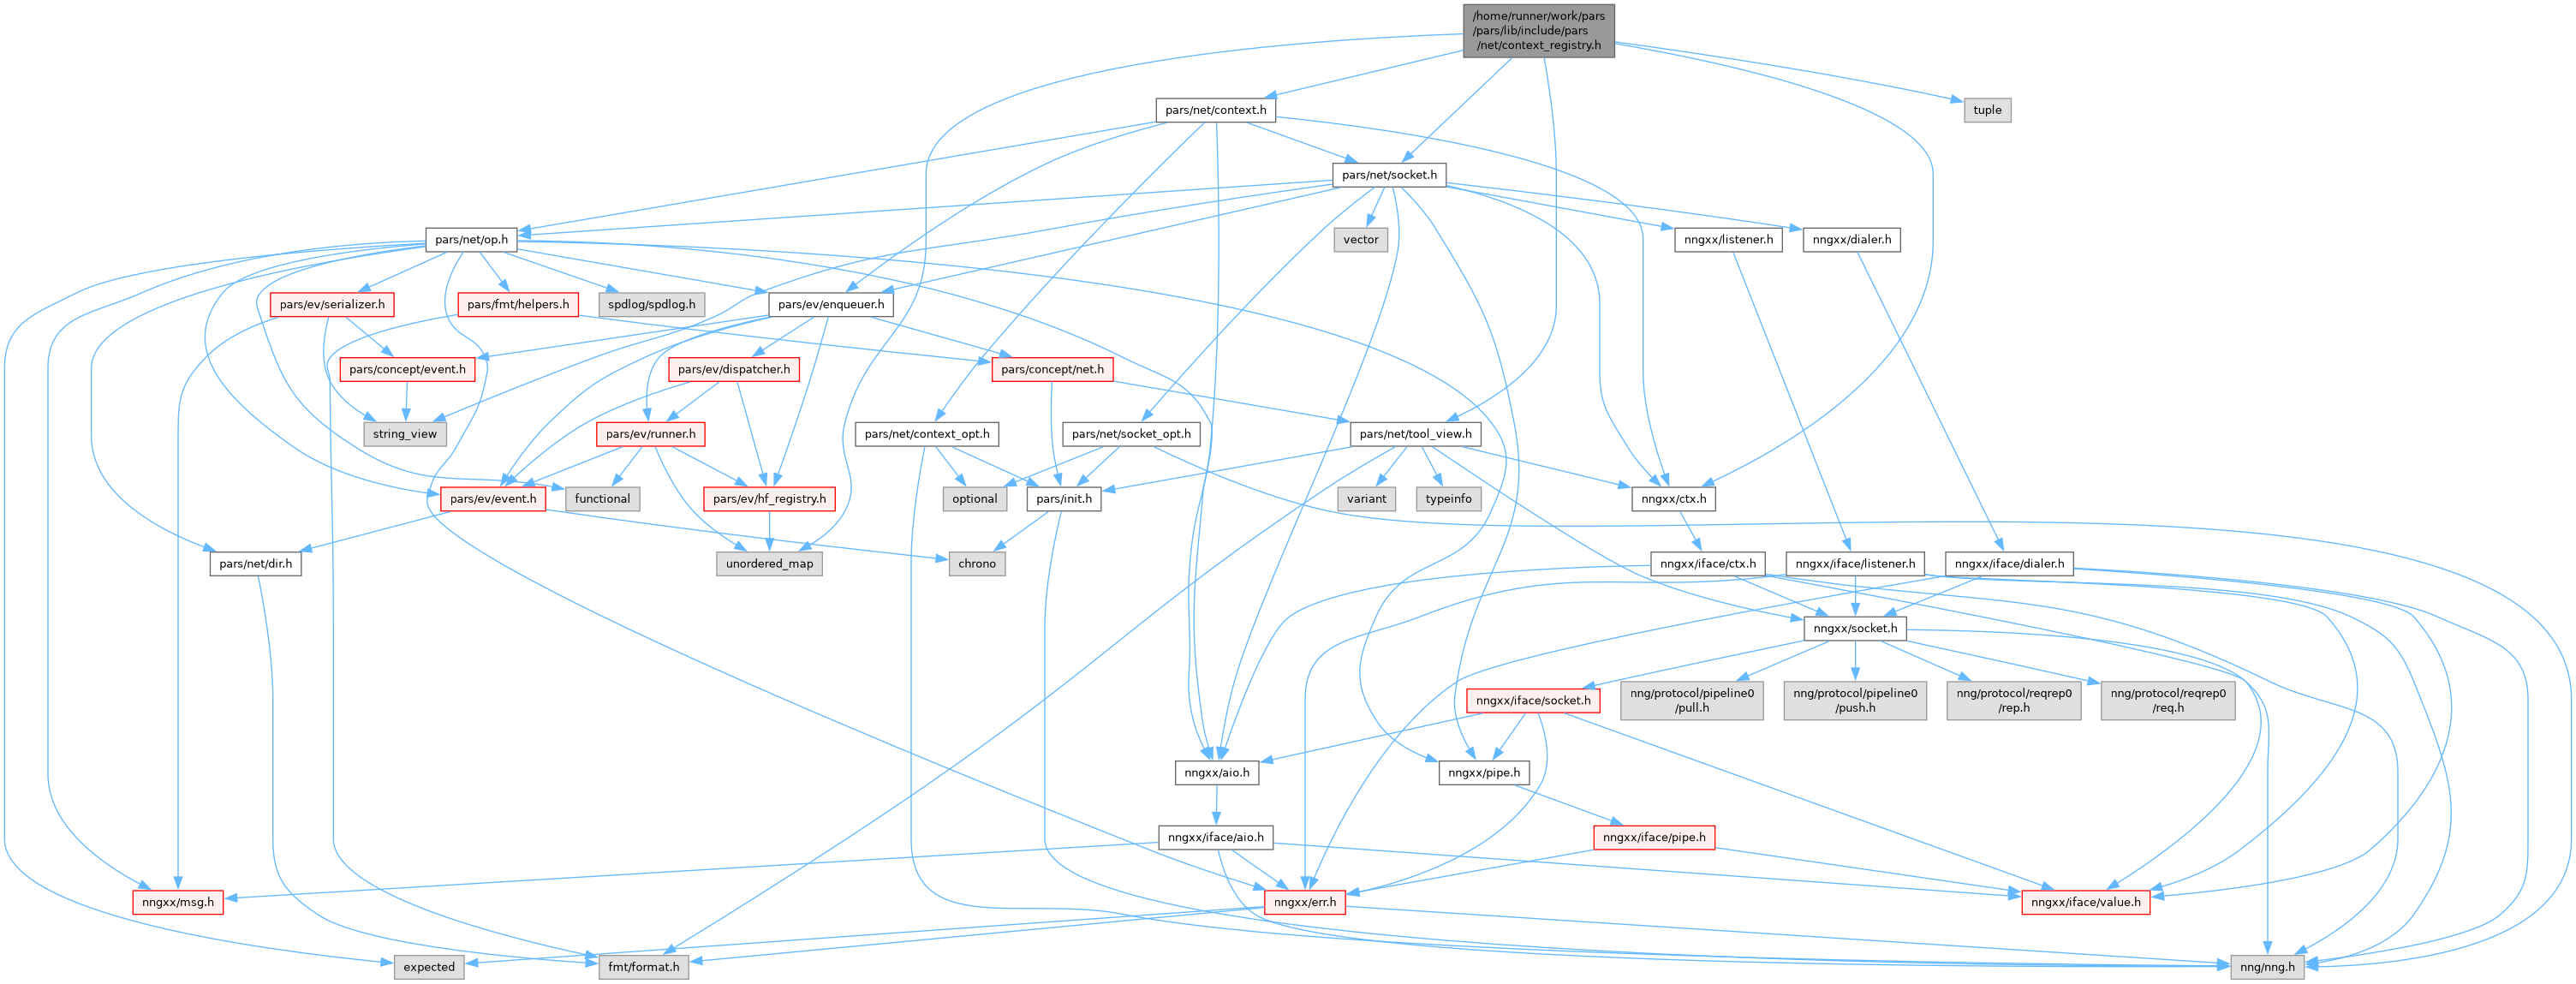 /home/runner/work/pars
/pars/lib/include/pars
/net/context_registry.h
pars/net/context.h
tuple
pars/net/socket.h
pars/net/op.h
vector
nngxx/listener.h
nngxx/dialer.h
pars/ev/serializer.h
pars/fmt/helpers.h
spdlog/spdlog.h
pars/ev/enqueuer.h
pars/concept/event.h
pars/ev/dispatcher.h
pars/concept/net.h
string_view
pars/ev/runner.h
pars/net/context_opt.h
pars/net/socket_opt.h
pars/net/tool_view.h
pars/ev/event.h
functional
pars/ev/hf_registry.h
optional
pars/init.h
variant
typeinfo
nngxx/ctx.h
pars/net/dir.h
unordered_map
chrono
nngxx/iface/ctx.h
nngxx/iface/listener.h
nngxx/iface/dialer.h
nngxx/socket.h
nngxx/iface/socket.h
nng/protocol/pipeline0
/pull.h
nng/protocol/pipeline0
/push.h
nng/protocol/reqrep0
/rep.h
nng/protocol/reqrep0
/req.h
nngxx/aio.h
nngxx/pipe.h
nngxx/iface/aio.h
nngxx/iface/pipe.h
nngxx/msg.h
nngxx/err.h
nngxx/iface/value.h
expected
fmt/format.h
nng/nng.h